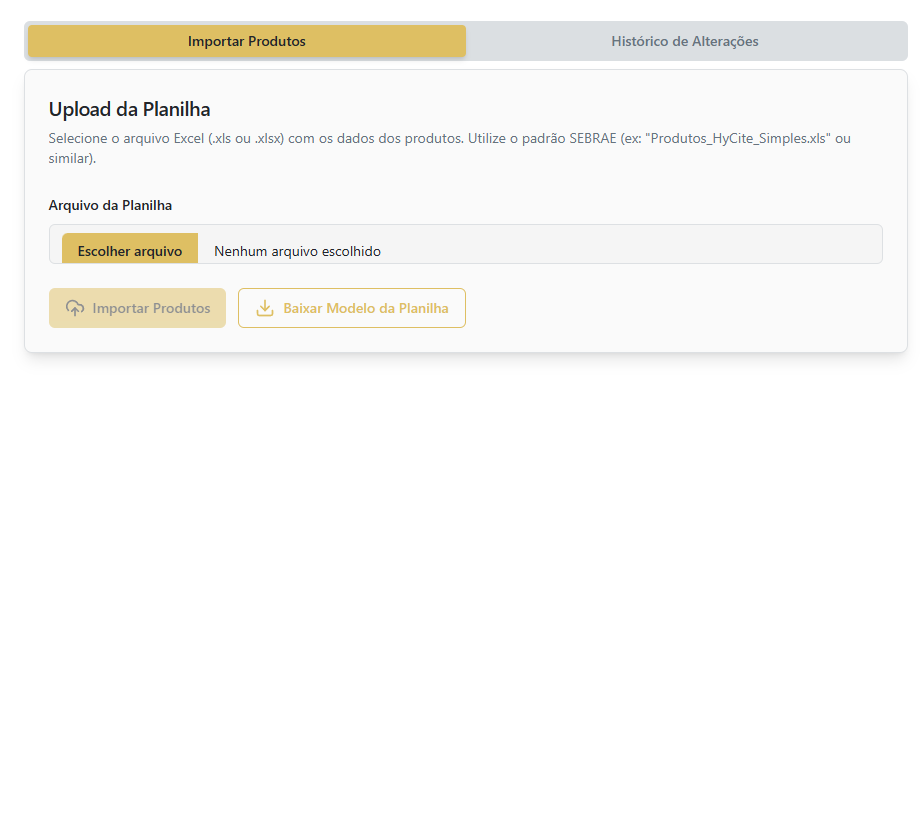 Importar Produtos
Histórico de Alterações
Upload da Planilha
Selecione o arquivo Excel (.xls ou .xlsx) com os dados dos produtos. Utilize o padrão SEBRAE (ex: "Produtos_HyCite_Simples.xls" ou
similar).
Arquivo da Planilha
Escolher arquivo
Nenhum arquivo escolhido
Importar Produtos
Baixar Modelo da Planilha